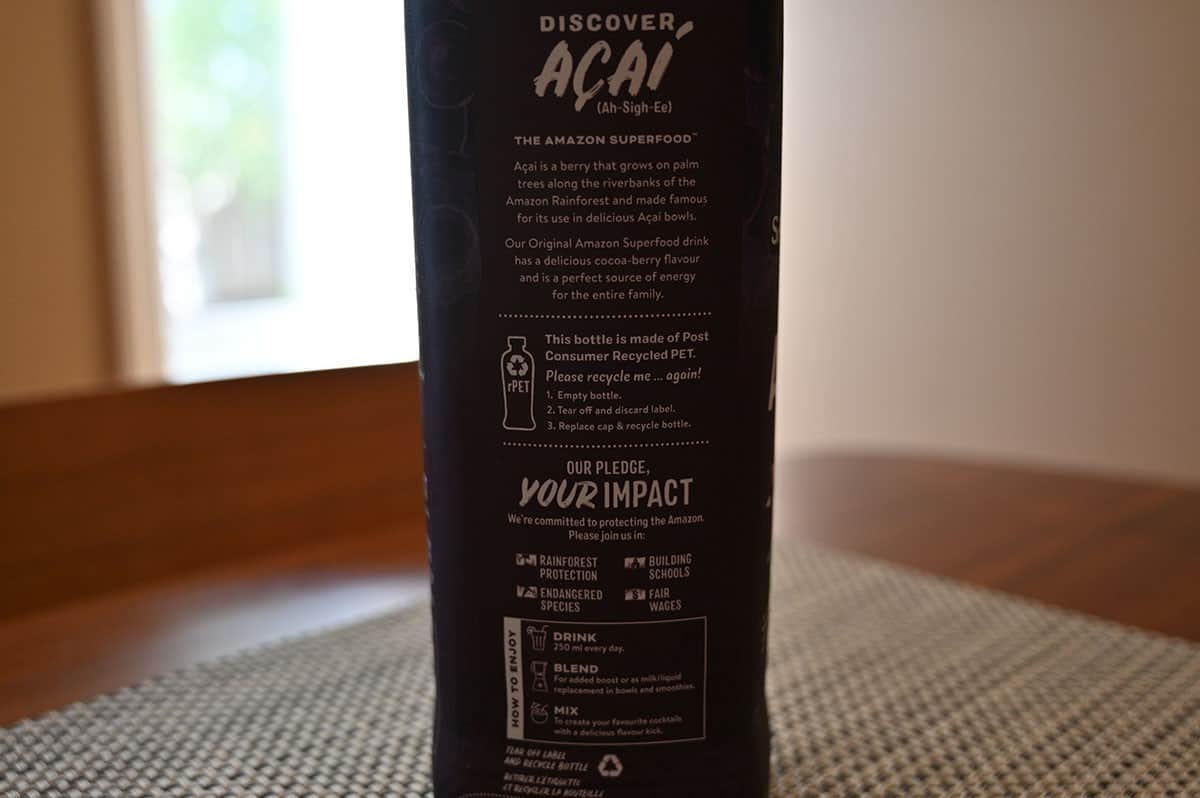 DISCOVER
AÇAÍ
(Ah-Sigh-Ee)
THE AMAZON SUPERFOOD™
Açaí is a berry that grows on palm
trees along the riverbanks of the
Amazon Rainforest and made famous
for its use in delicious Açaí bowls.
Our Original Amazon Superfood drink
has a delicious cocoa-berry flavour
and is a perfect source of energy
for the entire family.
rPET
This bottle is made of Post
Consumer Recycled PET.
Please recycle me ... again!
1. Empty bottle.
2. Tear off and discard label.
3. Replace cap & recycle bottle.
OUR PLEDGE,
YOUR IMPACT
We're committed to protecting the Amazon.
Please join us in:
RAINFOREST
PROTECTION
BUILDING
SCHOOLS
ENDANGERED
SPECIES
FAIR
WAGES
HOW TO ENJOY
DRINK
250 ml every day.
BLEND
For added boost or as milk/liquid
replacement in bowls and smoothies.
MIX
To create your favourite cocktails
with a delicious flavour kick.
TEAR OFF LABEL
AND RECYCLE BOTTLE
RETIRER L'ÉTIQUETTE
ET RECYCLER LA BOUTEILLE